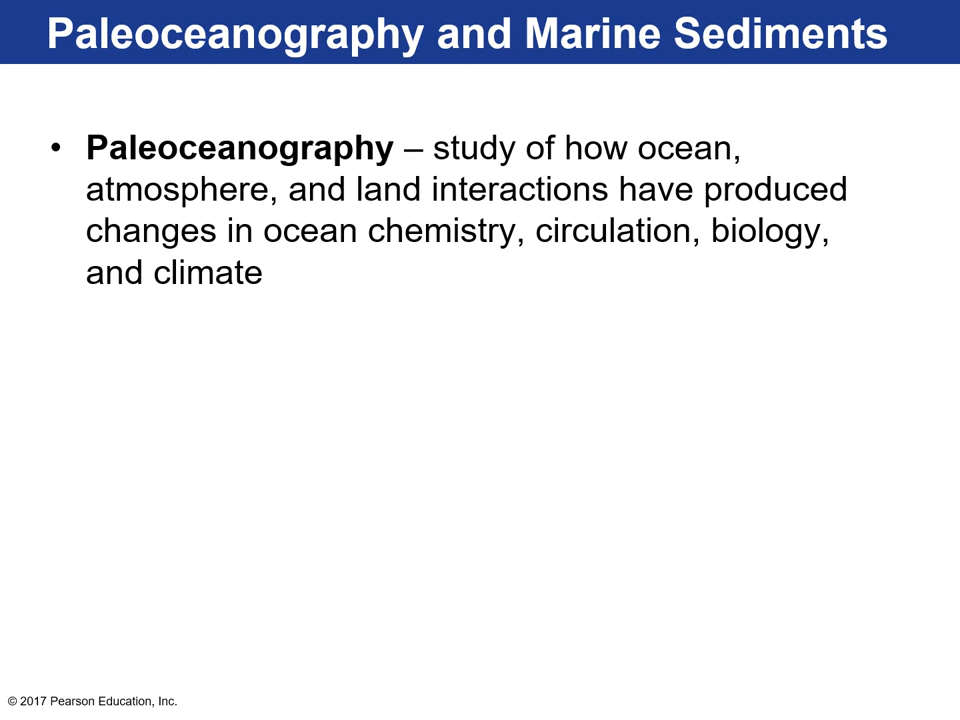 Paleoceanography and Marine Sediments
• Paleoceanography – study of how ocean,
atmosphere, and land interactions have produced
changes in ocean chemistry, circulation, biology,
and climate
© 2017 Pearson Education, Inc.